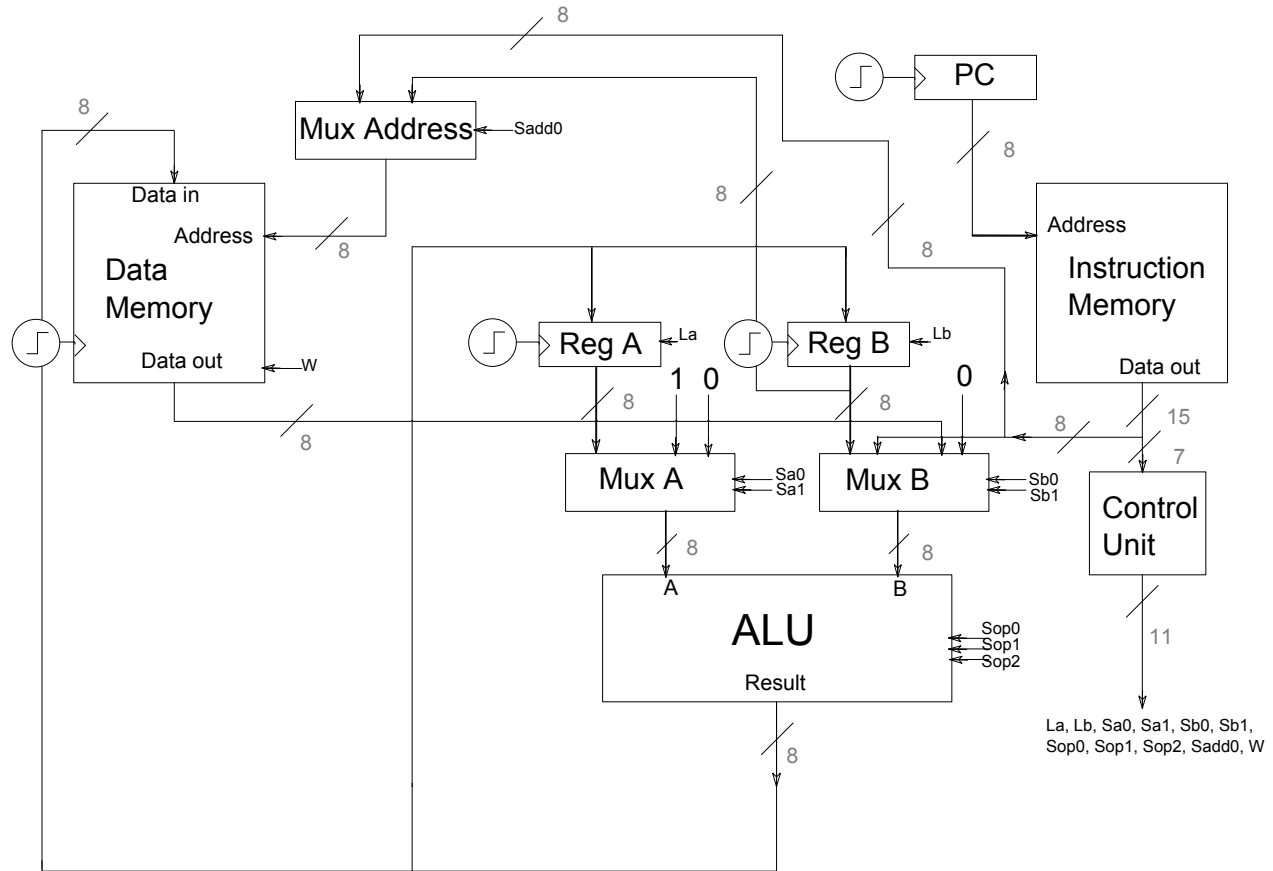 8
PC
8
Mux Address
Sadd0
8
8
Data in
8
Address
8
8
Data
Memory
Address
Instruction
Memory
Reg A
La
Reg B
Lb
Data out
W
Data out
1
0
0
8
8
8
8
15
7
Mux A
Sa0
Sa1
Mux B
Sb0
Sb1
Control
Unit
8
8
A
B
ALU
Sop0
Sop1
Sop2
11
Result
8
La, Lb, Sa0, Sa1, Sb0, Sb1,
Sop0, Sop1, Sop2, Sadd0, W